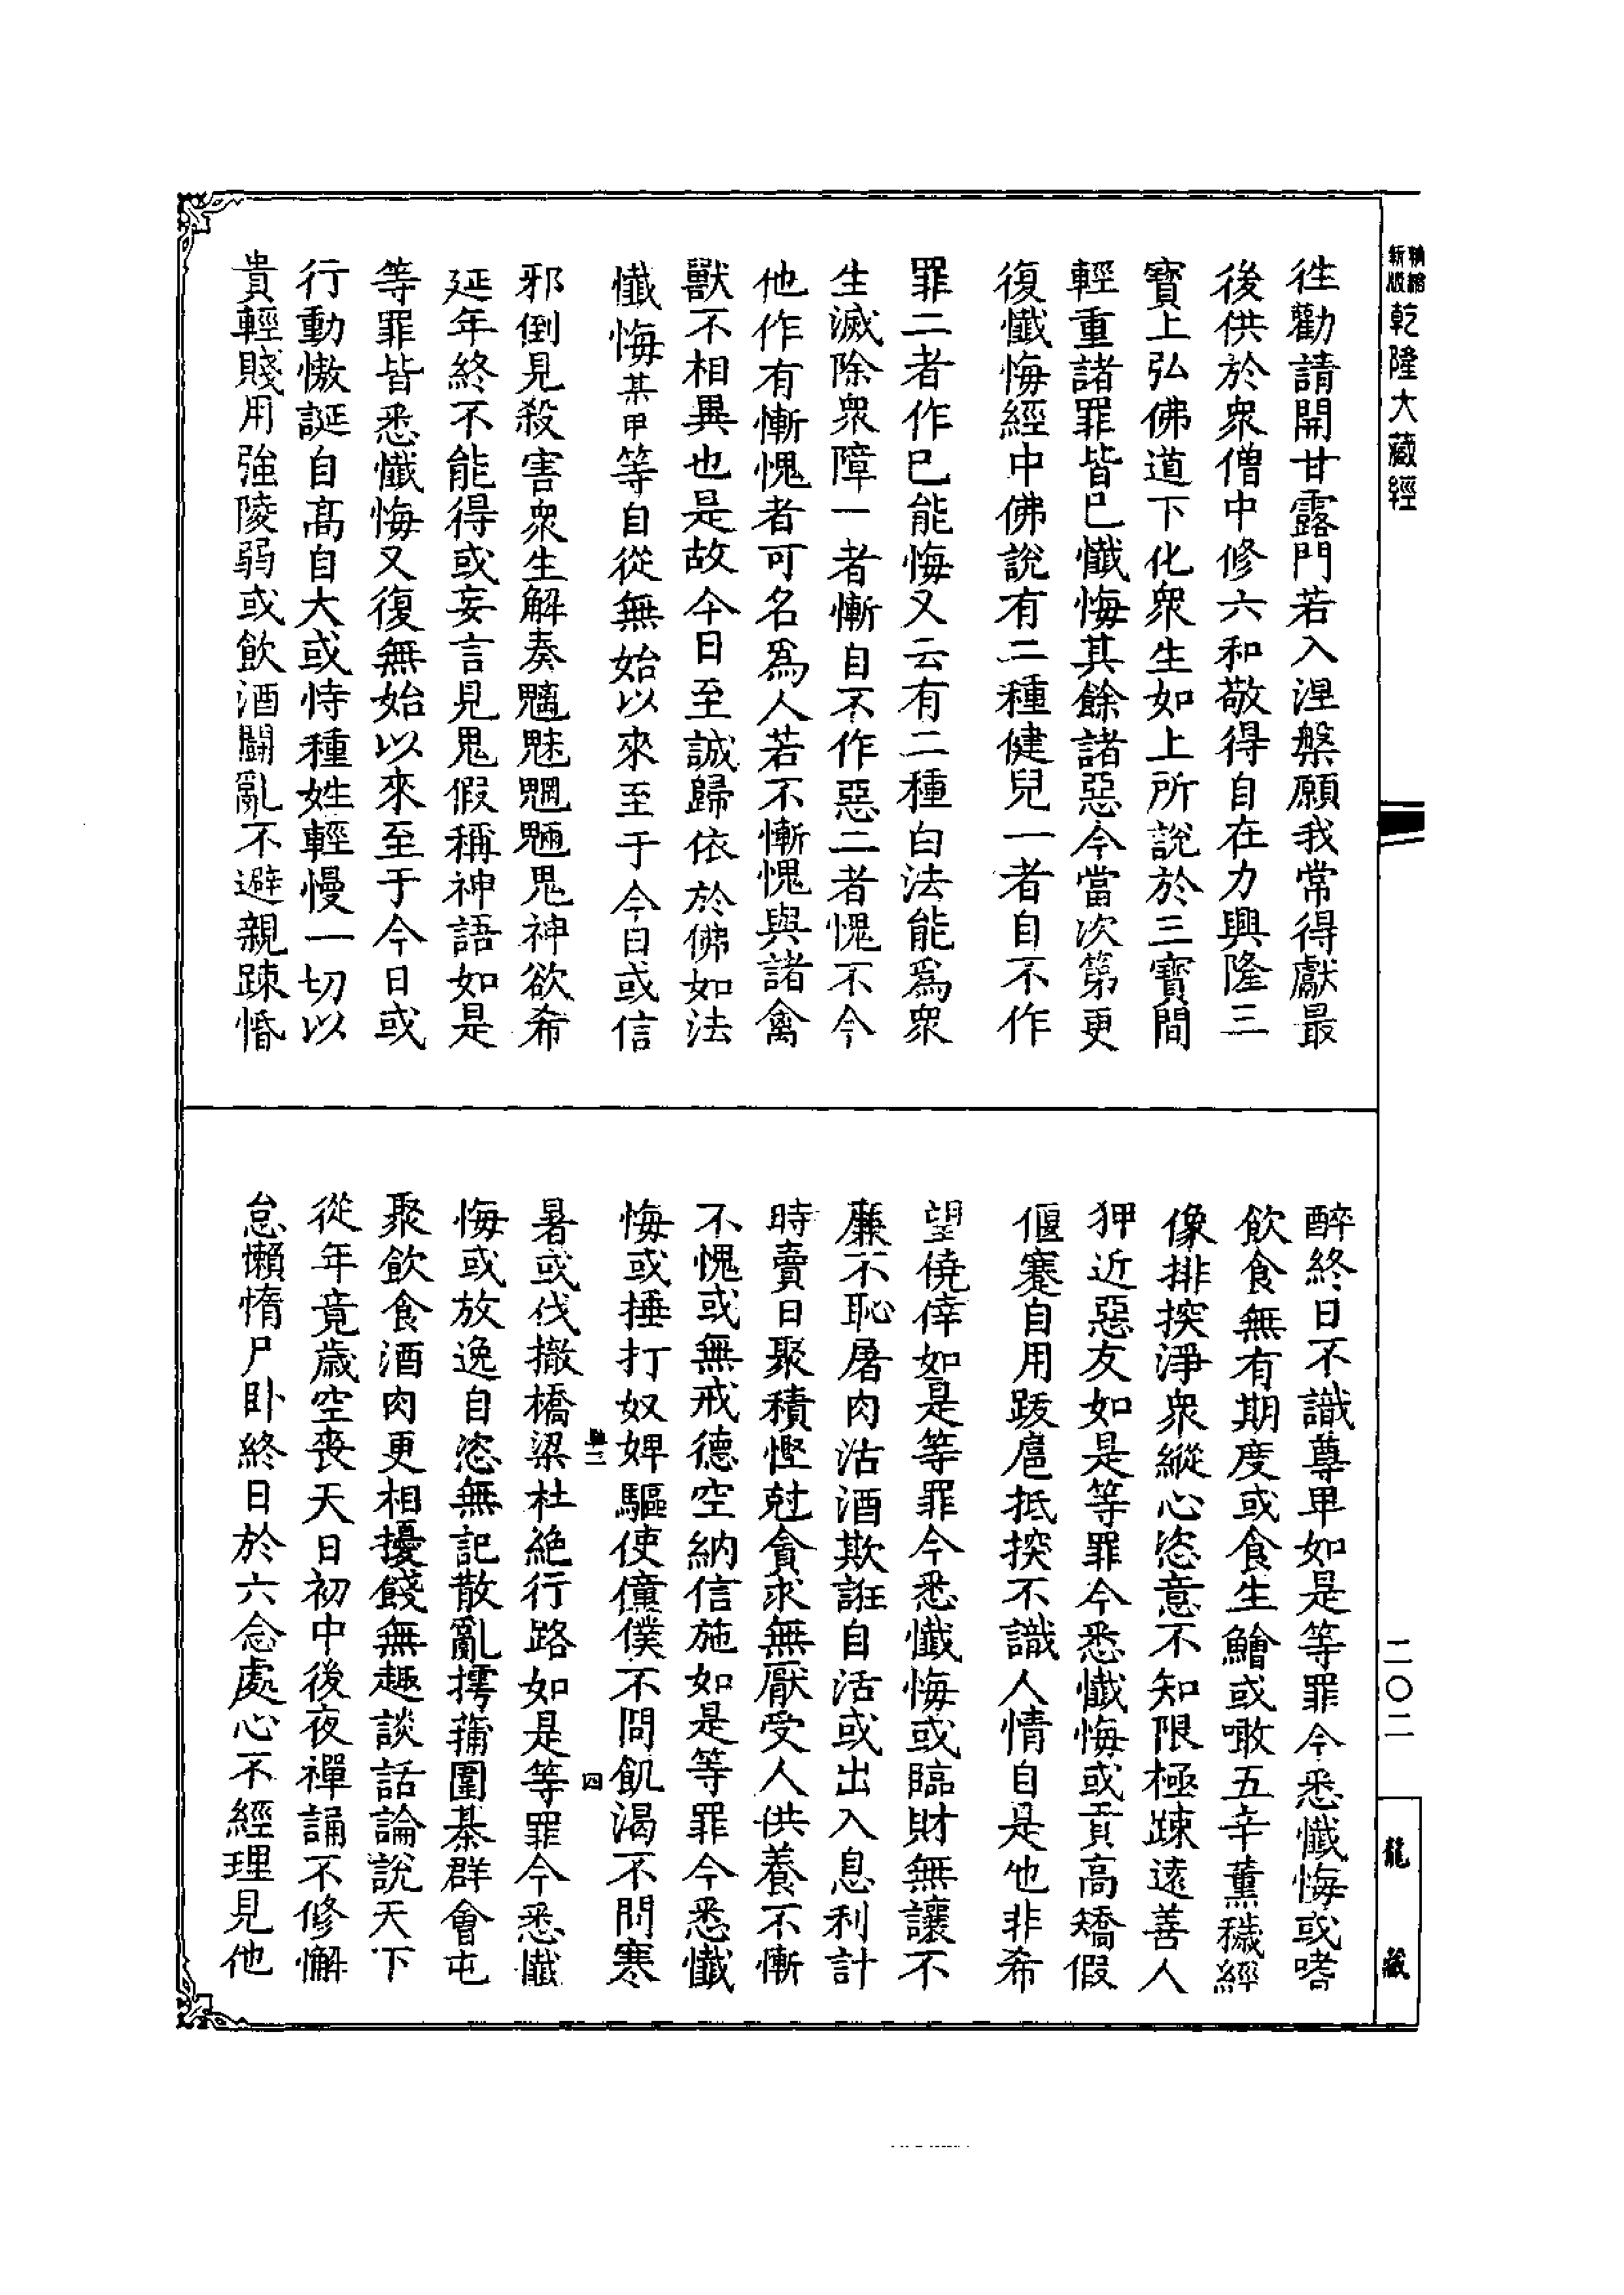 精繕新版乾隆大藏經
徃勸請開甘露門若入涅槃願我常得獻最
後供於衆僧中修六和敬得自在力興隆三
寶上弘佛道下化衆生如上所說於三寶間
輕重諸罪皆已懺悔其餘諸惡今當次第更
復懺悔經中佛說有二種健兒一者自不作
罪二者作已能悔又云有二種白法能爲衆
生滅除衆障一者慚自不作惡二者愧不令
他作有慚愧者可名爲人若不慚愧與諸禽
獸不相異也是故今日至誠歸依於佛如法
懺悔某甲等自從無始以來至于今日或信
邪倒見殺害衆生解奏魑魅魍魎鬼神欲希
延年終不能得或妄言見鬼假稱神語如是
等罪皆悉懺悔又復無始以來至于今日或
行動慠誕自髙自大或恃種姓輕慢一切以
貴輕賤用強陵弱或飲酒鬬亂不避親踈惛
醉終日不識尊卑如是等罪今悉懺悔或嗜
飲食無有期度或食生鱠或噉五辛薰穢經
像排揬淨衆縱心恣意不知限極踈遠善人
狎近惡友如是等罪今悉懺悔或貢高矯假
偃蹇自用跋扈抵揬不識人情自是他非希
望僥倖如是等罪今悉懺悔或臨財無讓不
廉不恥屠肉沽酒欺誑自活或出入息利計
時賣日聚積慳尅貪求無厭受人供養不慚
不愧或無戒德空納信施如是等罪今悉懺
悔或捶打奴婢驅使僮僕不問飢渴不問寒
暑或伐撤橋梁杜絶行路如是等罪今悉懺
悔或放逸自恣無記散亂摴蒱圍棊群會屯
聚飲食酒肉更相擾餞無趣談話論說天下
從年竟歲空喪天日初中後夜禪誦不修懈
怠懶惰尸卧終日於六念處心不經理見他
二〇二
龍藏
三
四